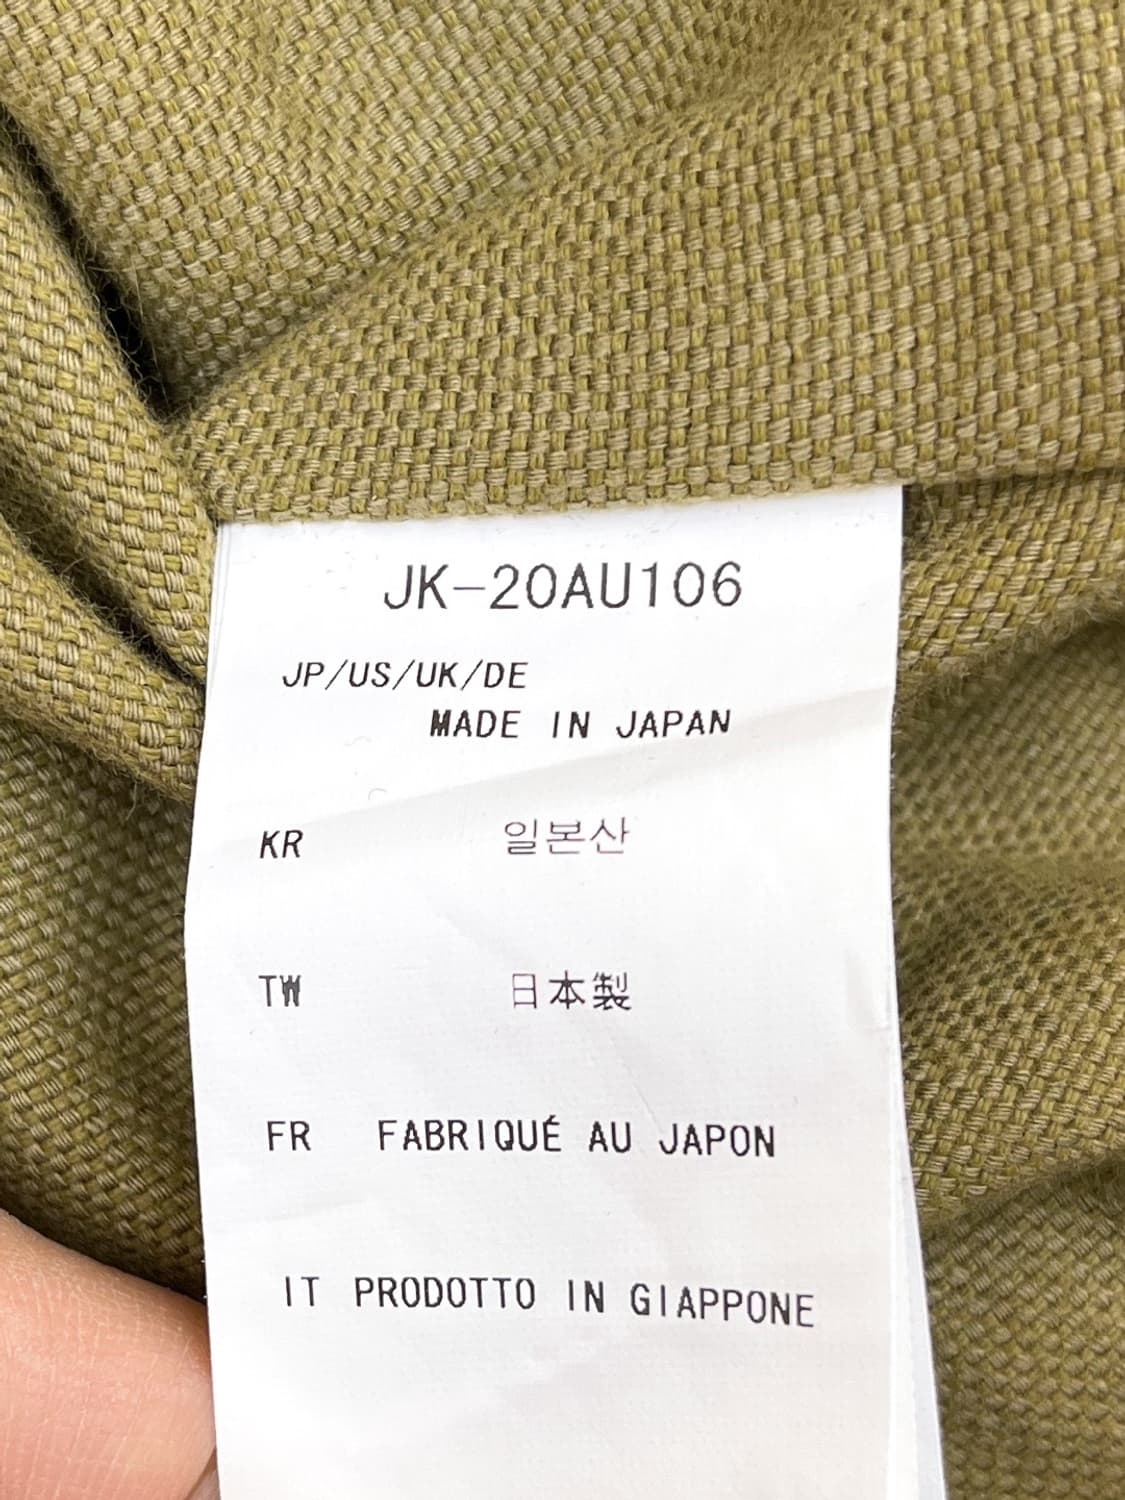 JK-20AU106
JP/US/UK/DE
MADE IN JAPAN
KR 일본산
TW 日本製
FR FABRIQUÉ AU JAPON
IT PRODOTTO IN GIAPPONE